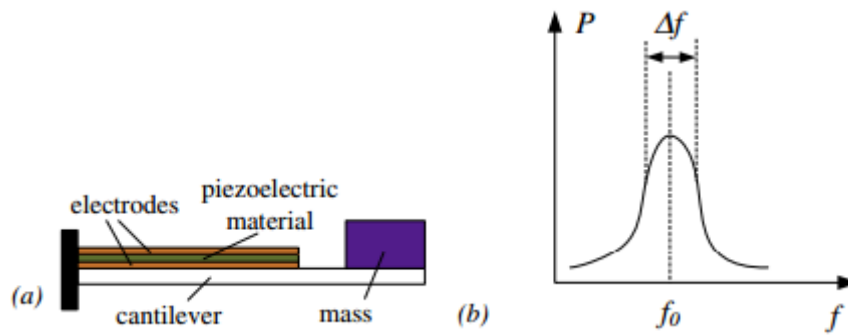 electrodes
piezoelectric
material
(a)
cantilever
mass
(b)
P
Δf
f₀
f